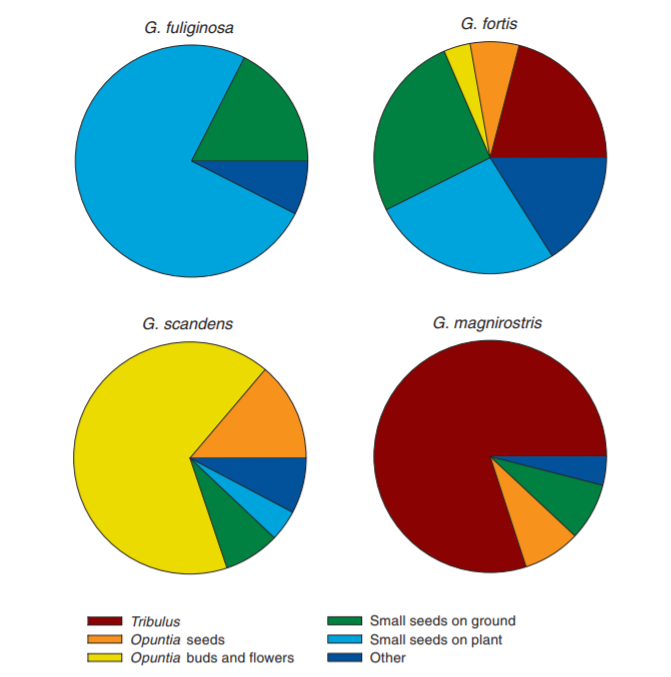 G. fuliginosa
G. fortis
G. scandens
G. magnirostris
Tribulus
Opuntia seeds
Opuntia buds and flowers
Small seeds on ground
Small seeds on plant
Other